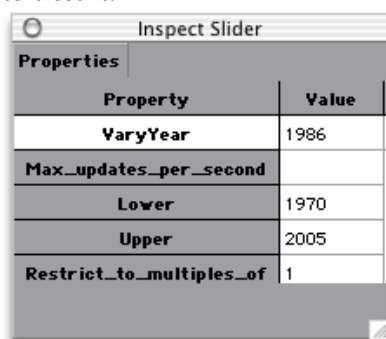 Inspect Slider
Properties
Property Value
VaryYear 1986
Max_updates_per_second
Lower 1970
Upper 2005
Restrict_to_multiples_of 1